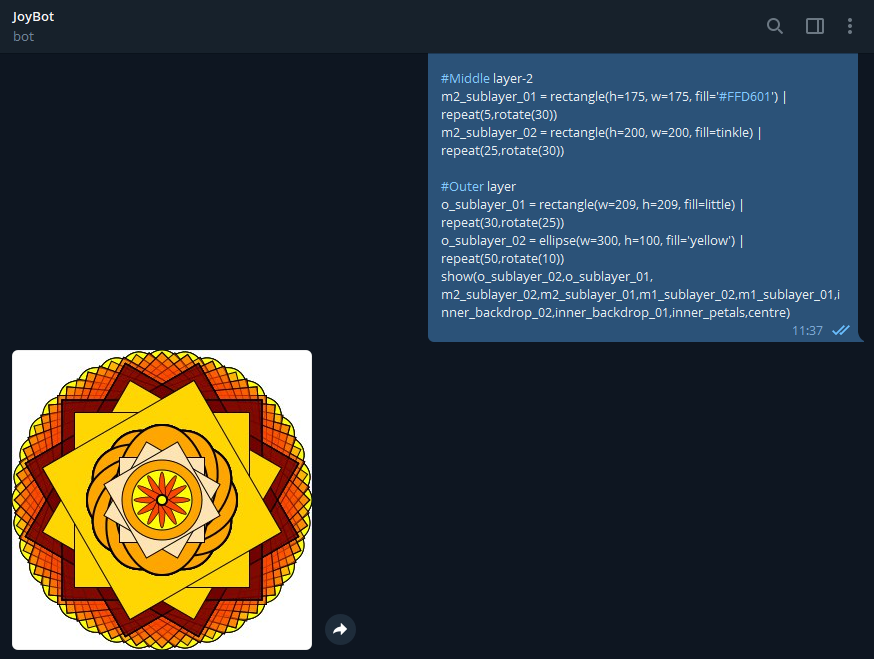 JoyBot
bot
#Middle layer-2
m2_sublayer_01 = rectangle(h=175, w=175, fill='#FFD601') |
repeat(5,rotate(30))
m2_sublayer_02 = rectangle(h=200, w=200, fill=tinkle) |
repeat(25,rotate(30))
#Outer layer
o_sublayer_01 = rectangle(w=209, h=209, fill=little) |
repeat(30,rotate(25))
o_sublayer_02 = ellipse(w=300, h=100, fill='yellow') |
repeat(50,rotate(10))
show(o_sublayer_02,o_sublayer_01,
m2_sublayer_02,m2_sublayer_01,m1_sublayer_02,m1_sublayer_01,i
nner_backdrop_02,inner_backdrop_01,inner_petals,centre)
11:37